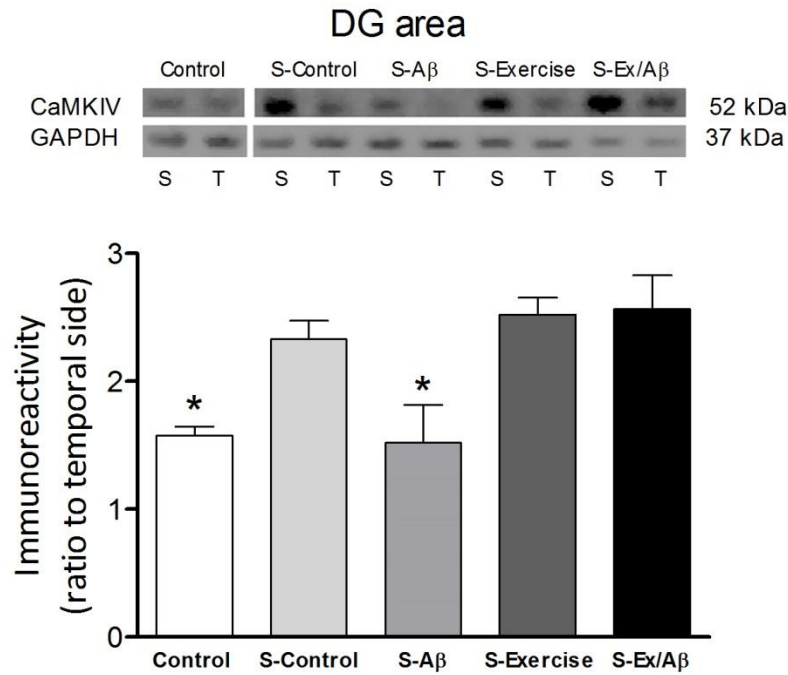 DG area
Control S-Control S-Aβ S-Exercise S-Ex/Aβ
CaMKIV 52 kDa
GAPDH 37 kDa
S T S T S T S T S T
Immunoreactivity
(ratio to temporal side)
3
2
1
0
* *
Control S-Control S-Aβ S-Exercise S-Ex/Aβ